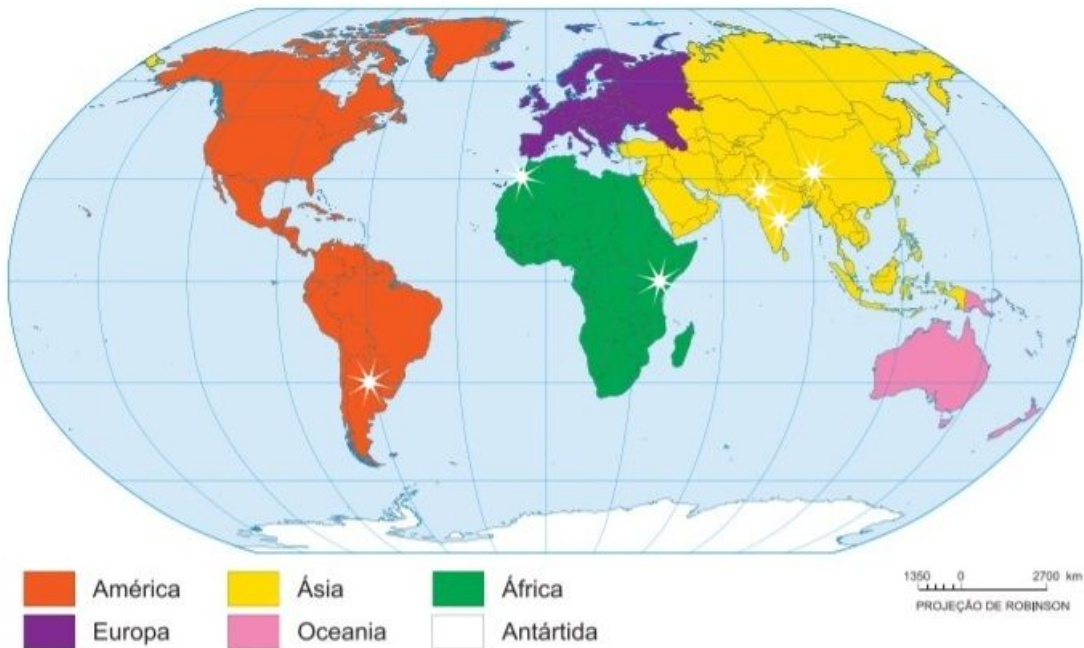 América
Ásia
África
Europa
Oceania
Antártida
1350 0 2700 km
PROJEÇÃO DE ROBINSON